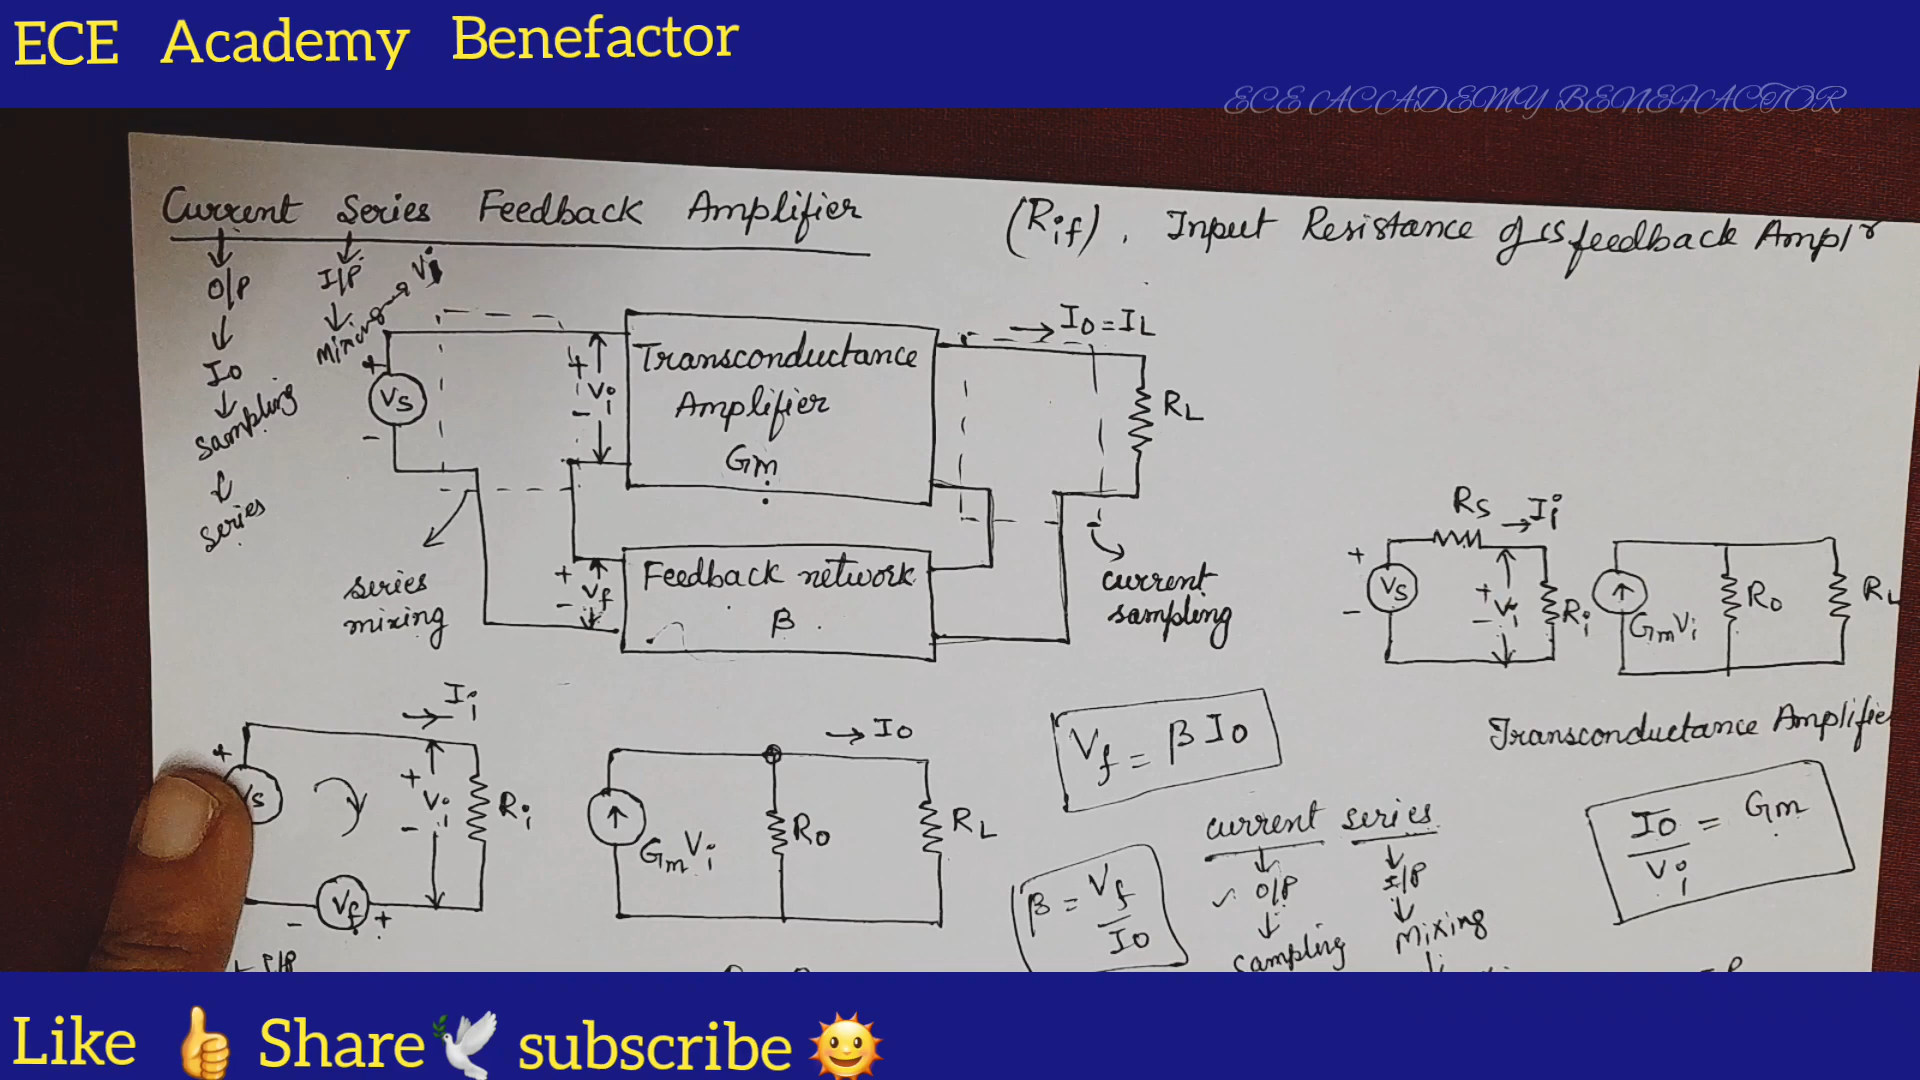 ECE Academy Benefactor
ECE ACCADEMY BENEFACTOR
Current Series Feedback Amplifier
(Rif). Input Resistance of cs feedback Amplr
O/P
Io
sampling
series
I/P
mixing → Vi
+
Vs
-
+
Vi
-
Transconductance
Amplifier
Gm
→ Io = IL
RL
series
mixing
+
Vf
-
Feedback network
β
current
sampling
Rs
→ Ii
+
Vs
-
+
Vi
-
Ri
GmVi
Ro
RL
Transconductance Amplifie
→ Ii
+
Vs
+
Vi
-
Ri
- Vf +
I/P
GmVi
Ro
→ Io
RL
Vf = β Io
β = Vf
Io
current series
✓ O/P
sampling
I/P
Mixing
Io = Gm
Vi
Like 👍 Share 🕊 subscribe 🌞